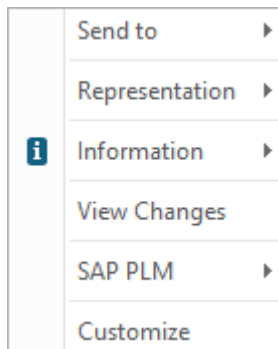 Send to
Representation
Information
View Changes
SAP PLM
Customize